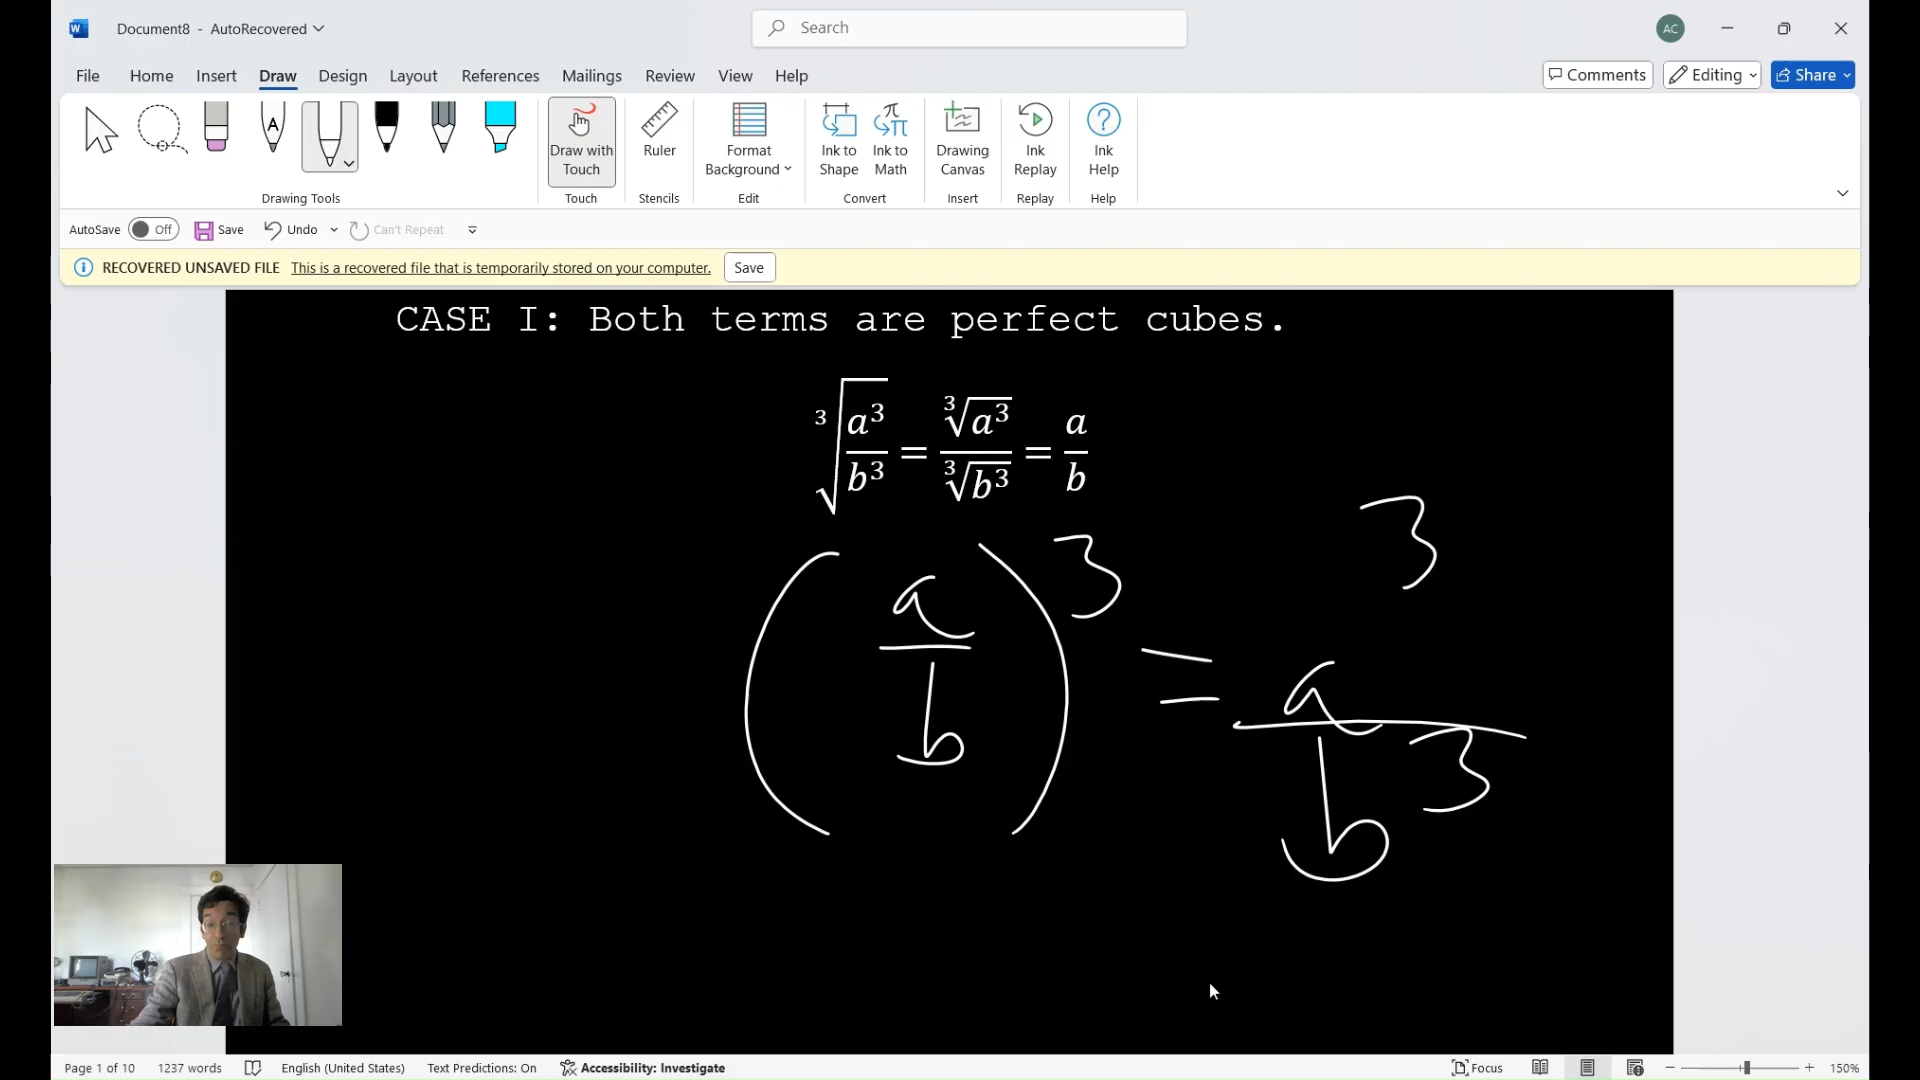 Document8 - AutoRecovered
Search
AC
File Home Insert Draw Design Layout References Mailings Review View Help
Comments Editing Share
A
Draw with Touch
Ruler
Format Background
Ink to Shape
Ink to Math
Drawing Canvas
Ink Replay
Ink Help
Drawing Tools Touch Stencils Edit Convert Insert Replay Help
AutoSave Off Save Undo Can't Repeat
RECOVERED UNSAVED FILE This is a recovered file that is temporarily stored on your computer. Save
CASE I: Both terms are perfect cubes.
∛(a³/b³) = ∛a³/∛b³ = a/b
(a/b)³ = a³/b³
Page 1 of 10 1237 words English (United States) Text Predictions: On Accessibility: Investigate Focus 150%